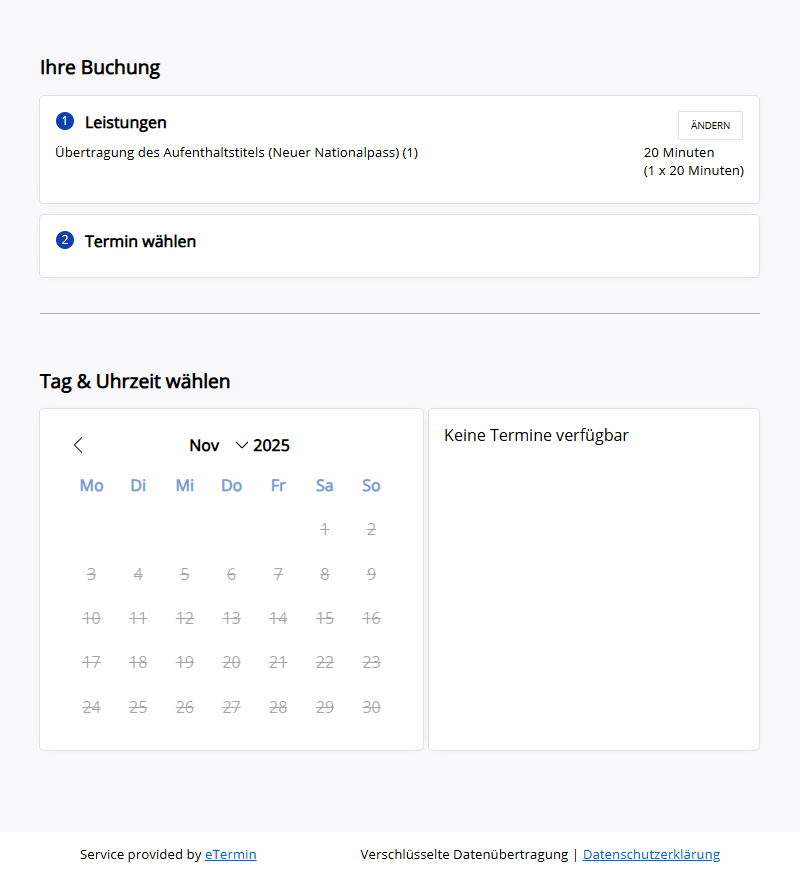 Ihre Buchung
1 Leistungen
ÄNDERN
Übertragung des Aufenthaltstitels (Neuer Nationalpass) (1)
20 Minuten
(1 x 20 Minuten)
2 Termin wählen
Tag & Uhrzeit wählen
Nov 2025
Mo Di Mi Do Fr Sa So
1 2
3 4 5 6 7 8 9
10 11 12 13 14 15 16
17 18 19 20 21 22 23
24 25 26 27 28 29 30
Keine Termine verfügbar
Service provided by eTermin
Verschlüsselte Datenübertragung | Datenschutzerklärung